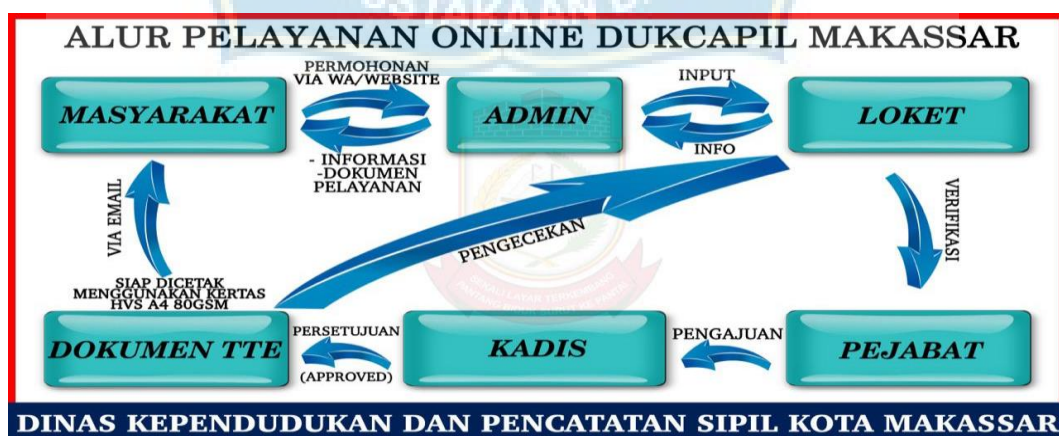 ALUR PELAYANAN ONLINE DUKCAPIL MAKASSAR
MASYARAKAT
PERMOHONAN
VIA WA/WEBSITE
- INFORMASI
-DOKUMEN
PELAYANAN
ADMIN
INPUT
INFO
LOKET
VERIFIKASI
PEJABAT
PENGAJUAN
KADIS
PERSETUJUAN
(APPROVED)
DOKUMEN TTE
PENGECEKAN
SIAP DICETAK
MENGGUNAKAN KERTAS
HVS A4 80GSM
VIA EMAIL
DINAS KEPENDUDUKAN DAN PENCATATAN SIPIL KOTA MAKASSAR